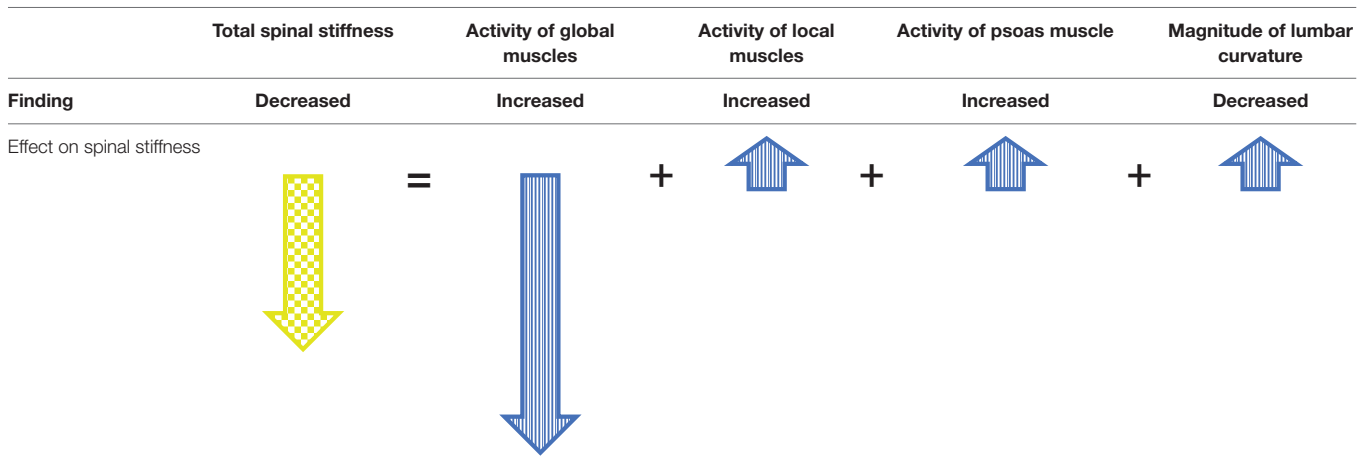 Total spinal stiffness Activity of global muscles Activity of local muscles Activity of psoas muscle Magnitude of lumbar curvature
Finding Decreased Increased Increased Increased Decreased
Effect on spinal stiffness
= + + +